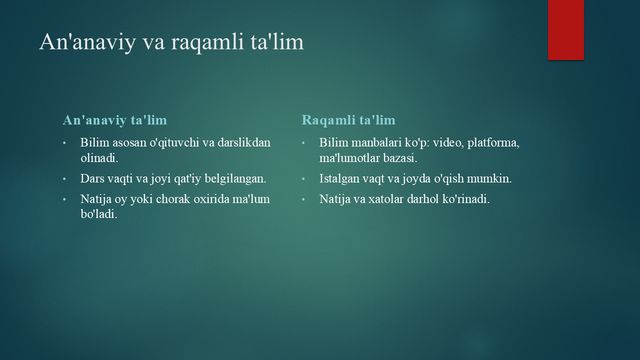 An'anaviy va raqamli ta'lim
An'anaviy ta'lim
• Bilim asosan o'qituvchi va darslikdan
olinadi.
• Dars vaqti va joyi qat'iy belgilangan.
• Natija oy yoki chorak oxirida ma'lum
bo'ladi.
Raqamli ta'lim
• Bilim manbalari ko'p: video, platforma,
ma'lumotlar bazasi.
• Istalgan vaqt va joyda o'qish mumkin.
• Natija va xatolar darhol ko'rinadi.